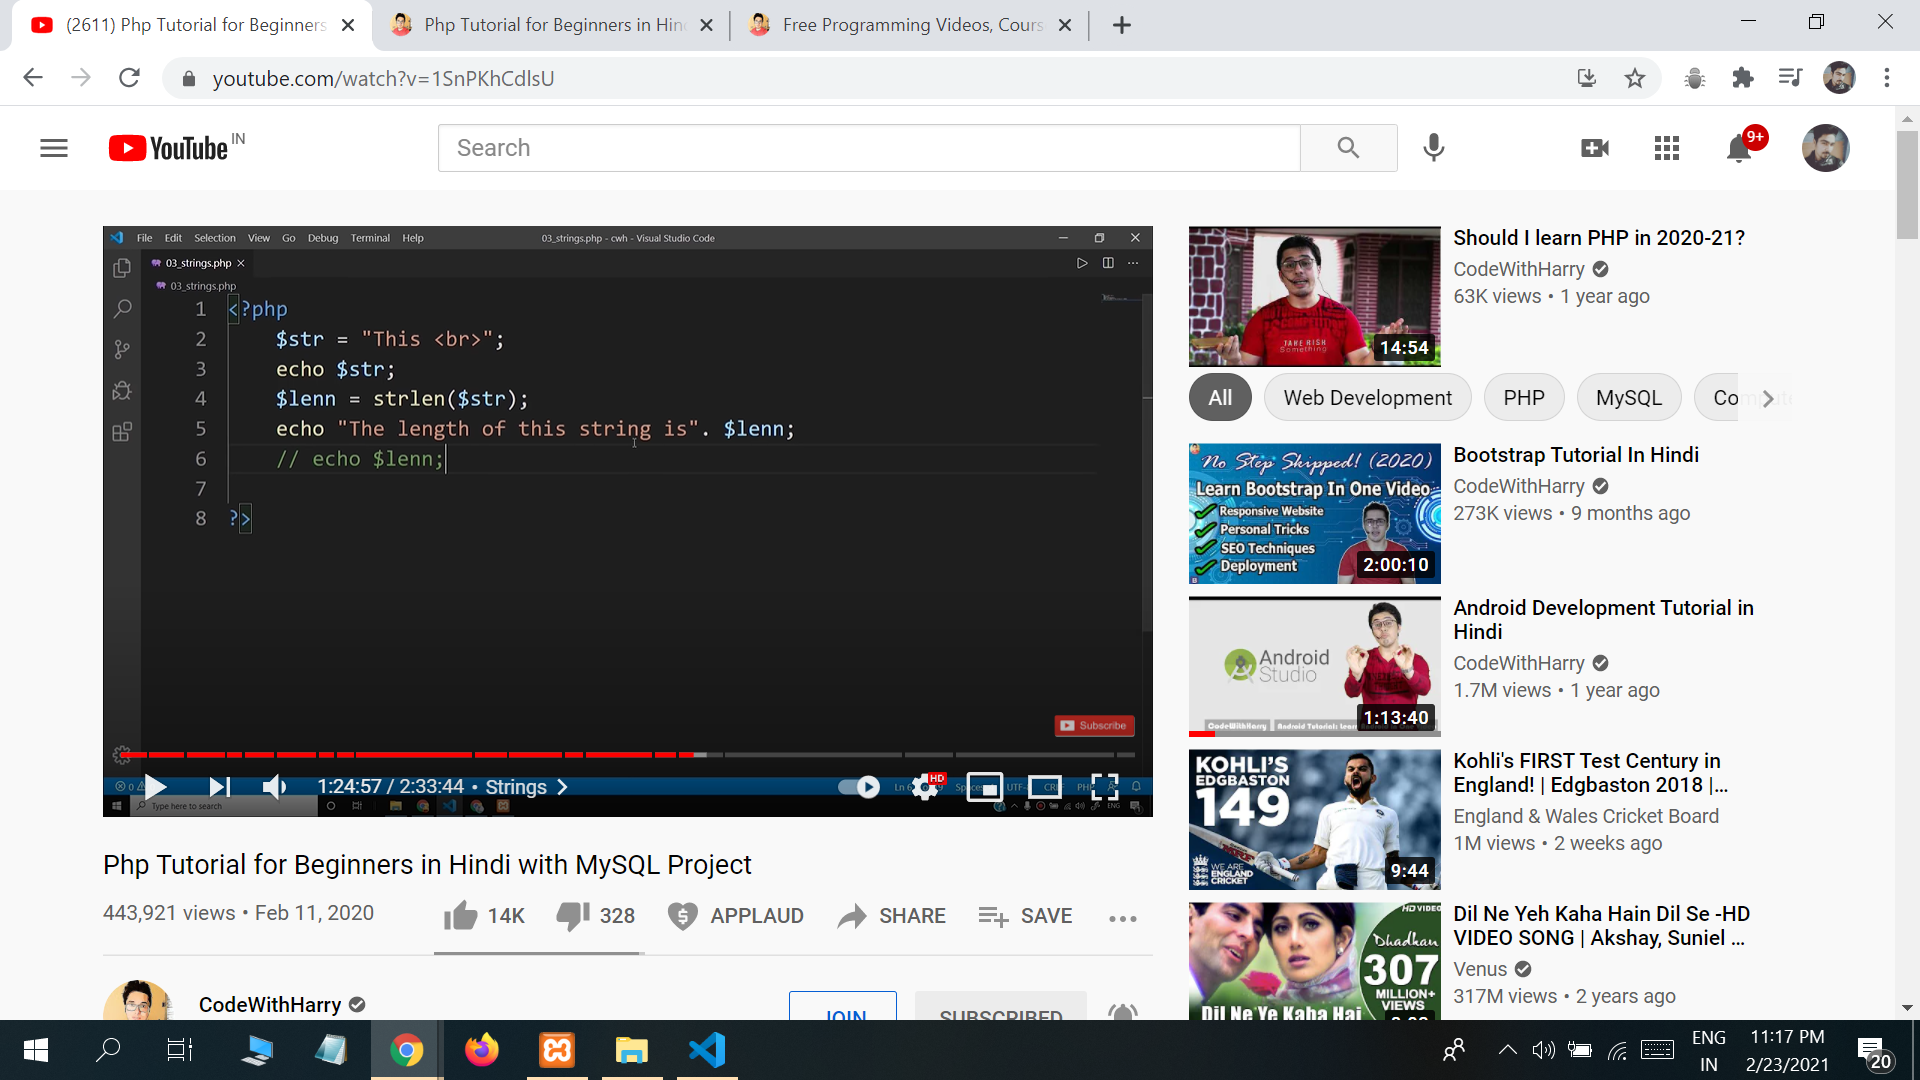 (2611) Php Tutorial for Beginners
Php Tutorial for Beginners in Hin
Free Programming Videos, Cours
youtube.com/watch?v=1SnPKhCdlsU
YouTube IN
Search
9+
File Edit Selection View Go Debug Terminal Help
03_strings.php - cwh - Visual Studio Code
03_strings.php
03_strings.php
1 <?php
2 $str = "This <br>";
3 echo $str;
4 $lenn = strlen($str);
5 echo "The length of this string is". $lenn;
6 // echo $lenn;
7
8 ?>
Subscribe
1:24:57 / 2:33:44 • Strings
HD
Type here to search
ENG
Php Tutorial for Beginners in Hindi with MySQL Project
443,921 views • Feb 11, 2020
14K
328
APPLAUD
SHARE
SAVE
CodeWithHarry
JOIN
SUBSCRIBED
TAKE RISK
Something
14:54
Should I learn PHP in 2020-21?
CodeWithHarry
63K views • 1 year ago
All
Web Development
PHP
MySQL
No Step Skipped! (2020)
Learn Bootstrap In One Video
Responsive Website
Personal Tricks
SEO Techniques
Deployment
2:00:10
Bootstrap Tutorial In Hindi
CodeWithHarry
273K views • 9 months ago
Android
Studio
CodeWithHarry
1:13:40
Android Development Tutorial in
Hindi
CodeWithHarry
1.7M views • 1 year ago
KOHLI'S
EDGBASTON
149
WE ARE
ENGLAND
CRICKET
9:44
Kohli's FIRST Test Century in
England! | Edgbaston 2018 |...
England & Wales Cricket Board
1M views • 2 weeks ago
HD VIDEO
Dhadkan
307
MILLION+
VIEWS
Dil Ne Ye Kaha Hai
Dil Ne Yeh Kaha Hain Dil Se -HD
VIDEO SONG | Akshay, Suniel ...
Venus
317M views • 2 years ago
ENG
IN
11:17 PM
2/23/2021
20